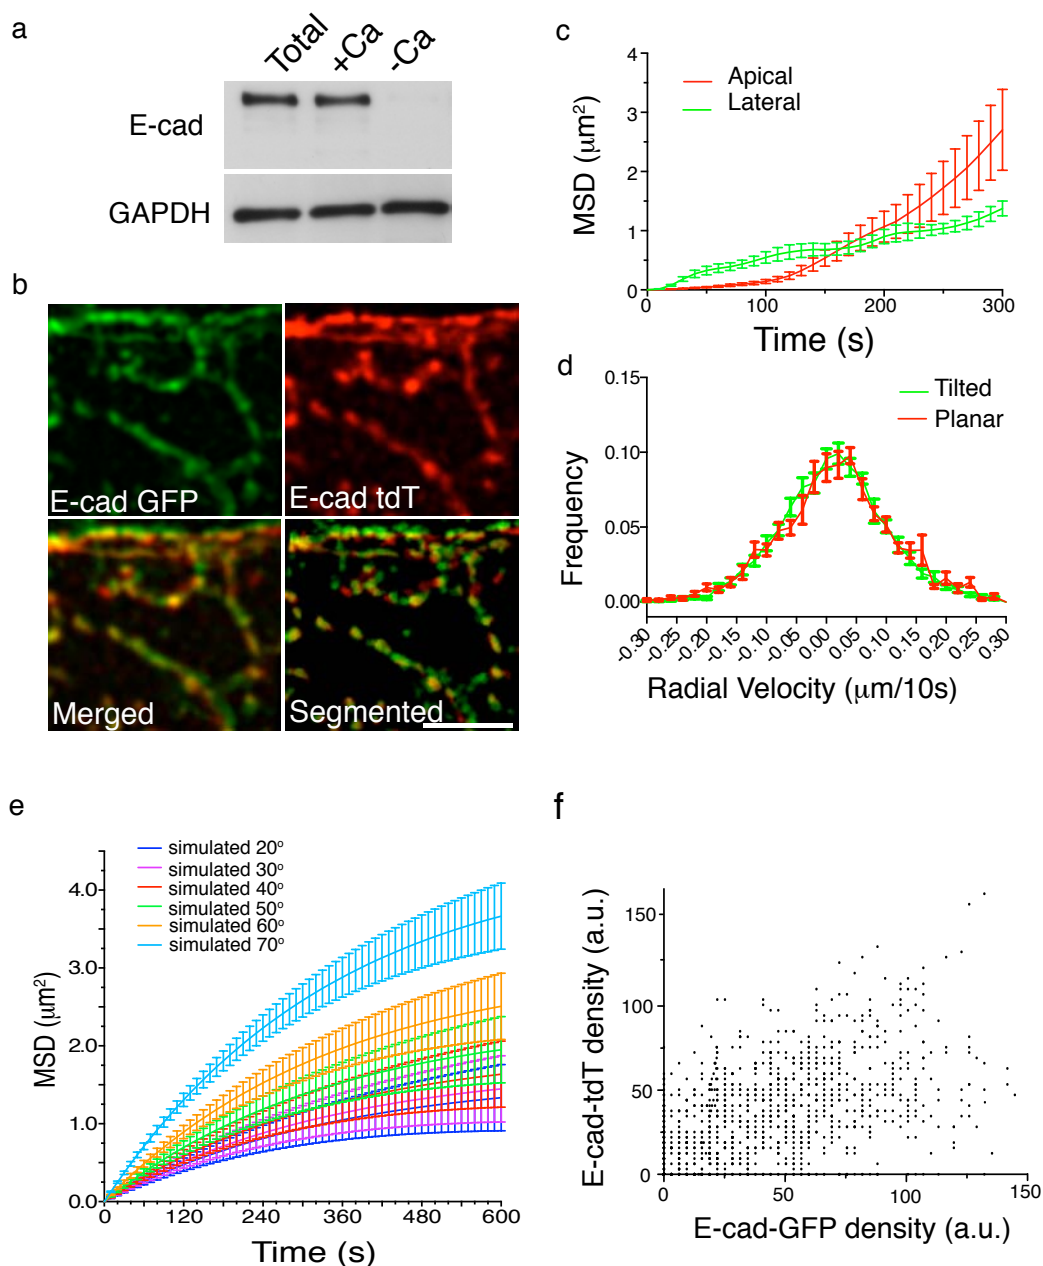 a
Total
+Ca
-Ca
E-cad
GAPDH
b
E-cad GFP
E-cad tdT
Merged
Segmented
c
MSD (μm²)
4
3
2
1
0
Apical
Lateral
0
100
200
300
Time (s)
d
Frequency
0.15
0.10
0.05
0.00
Tilted
Planar
-0.30
-0.25
-0.20
-0.15
-0.10
-0.05
0.00
0.05
0.10
0.15
0.20
0.25
0.30
Radial Velocity (μm/10s)
e
MSD (μm²)
simulated 20°
simulated 30°
simulated 40°
simulated 50°
simulated 60°
simulated 70°
4.0
3.0
2.0
1.0
0.0
0
120
240
360
480
600
Time (s)
f
E-cad-tdT density (a.u.)
150
100
50
0
0
50
100
150
E-cad-GFP density (a.u.)